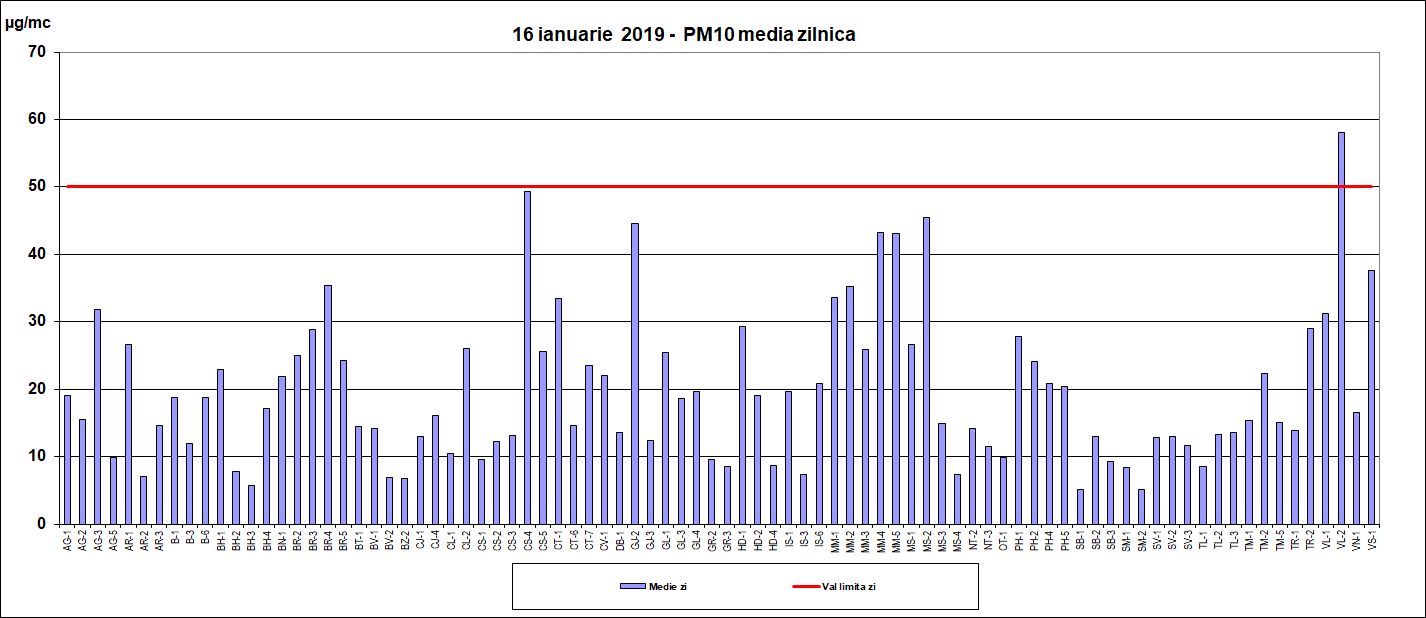 µg/mc
16 ianuarie 2019 - PM10 media zilnica
70
60
50
40
30
20
10
0
AG-1
AG-2
AG-3
AG-5
AR-1
AR-2
AR-3
B-1
B-3
B-6
BH-1
BH-2
BH-3
BH-4
BN-1
BR-2
BR-3
BR-4
BR-5
BT-1
BV-1
BV-2
BZ-2
CJ-1
CJ-4
CL-1
CL-2
CS-1
CS-2
CS-3
CS-4
CS-5
CT-1
CT-6
CT-7
CV-1
DB-1
GJ-2
GJ-3
GL-1
GL-3
GL-4
GR-2
GR-3
HD-1
HD-2
HD-4
IS-1
IS-3
IS-6
MM-1
MM-2
MM-3
MM-4
MM-5
MS-1
MS-2
MS-3
MS-4
NT-2
NT-3
OT-1
PH-1
PH-2
PH-4
PH-5
SB-1
SB-2
SB-3
SM-1
SM-2
SV-1
SV-2
SV-3
TL-1
TL-2
TL-3
TM-1
TM-2
TM-5
TR-1
TR-2
VL-1
VL-2
VN-1
VS-1
Medie zi
Val limita zi